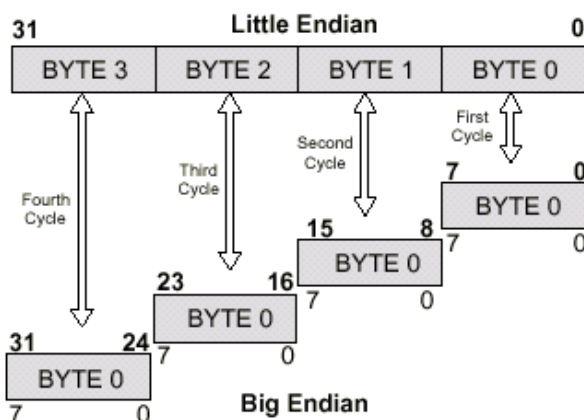 Little Endian
31 0
BYTE 3 BYTE 2 BYTE 1 BYTE 0
First
Cycle
Second
Cycle
Third
Cycle
Fourth
Cycle
7 0
BYTE 0
7 0
15 8
BYTE 0
7 0
23 16
BYTE 0
7 0
31 24
BYTE 0
7 0
Big Endian